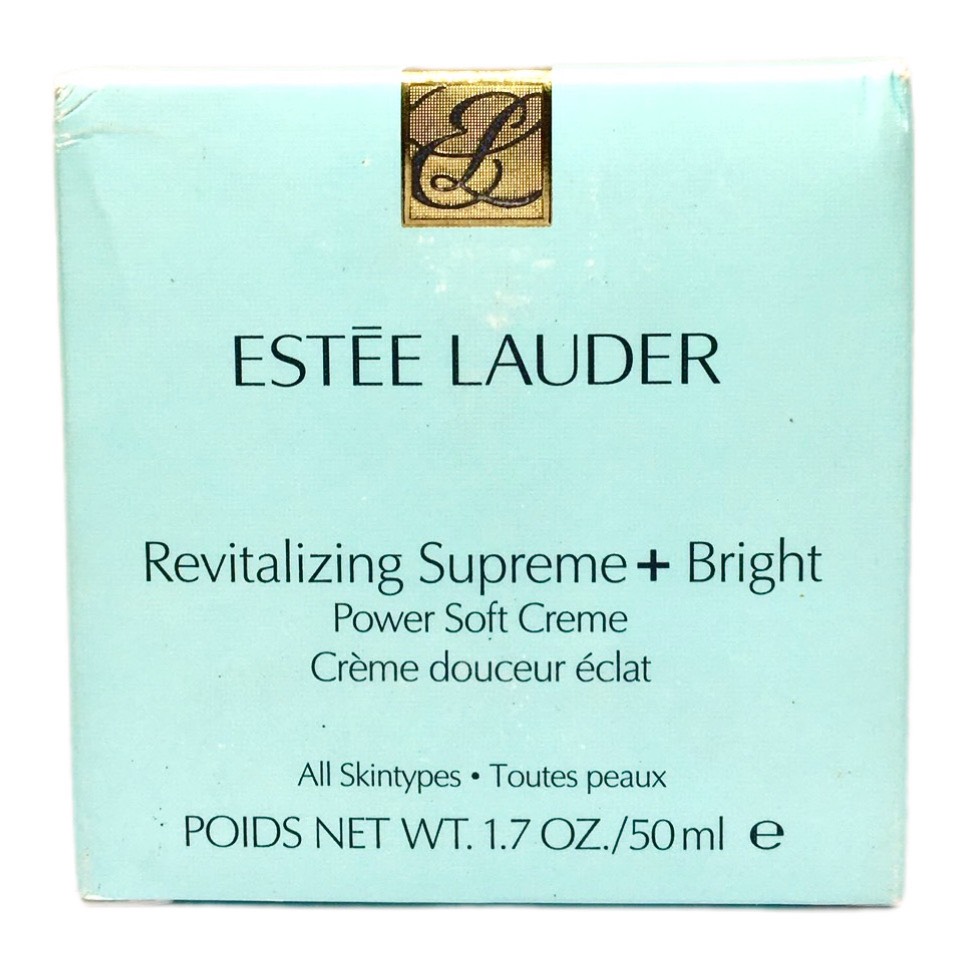 EL
ESTĒE LAUDER
Revitalizing Supreme+ Bright
Power Soft Creme
Crème douceur éclat
All Skintypes • Toutes peaux
POIDS NET WT. 1.7 OZ./50 ml ℮